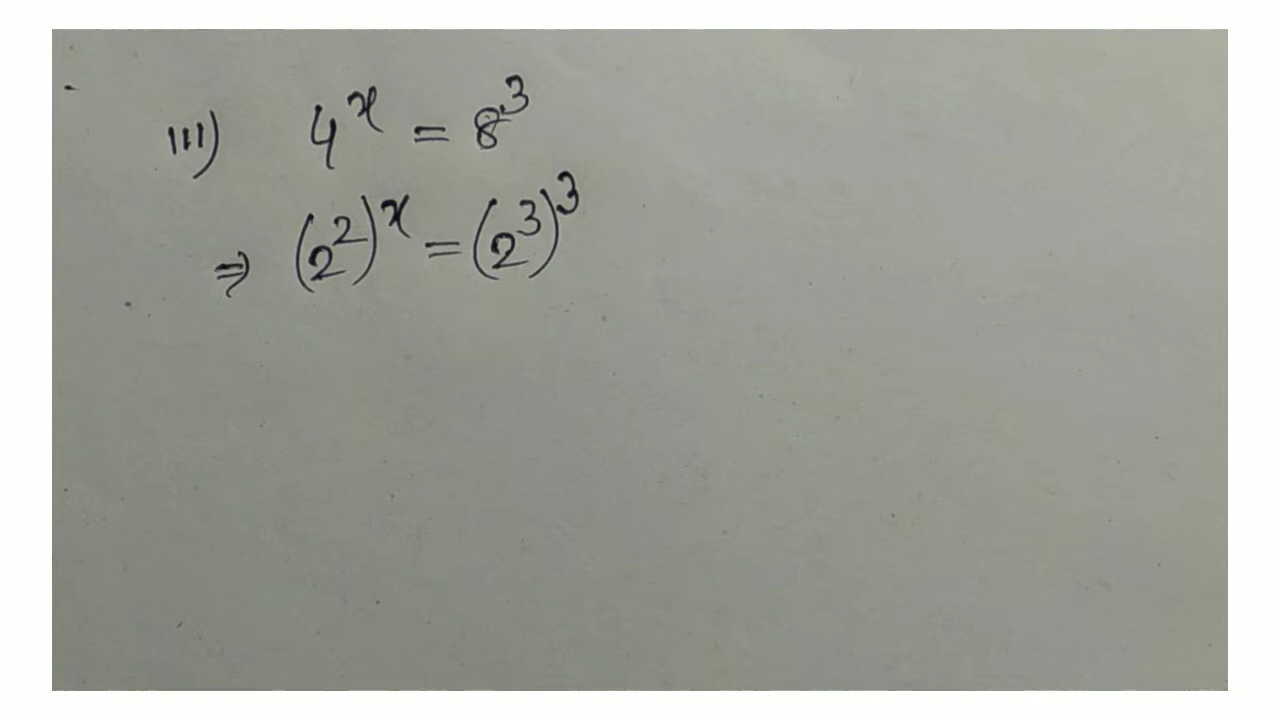 III) 4^x = 8^3
⇒ (2^2)^x = (2^3)^3